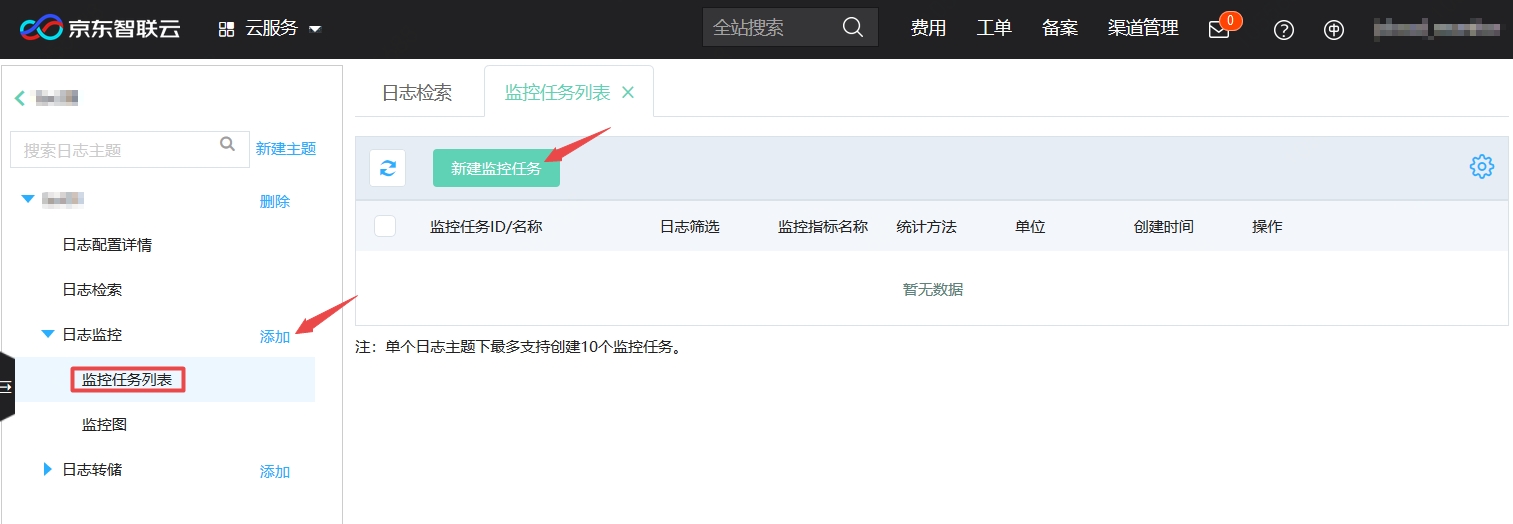 京东智联云 云服务 全站搜索 费用 工单 备案 渠道管理 0
日志检索 监控任务列表
搜索日志主题 新建主题
新建监控任务
删除
监控任务ID/名称 日志筛选 监控指标名称 统计方法 单位 创建时间 操作
日志配置详情
日志检索
暂无数据
日志监控 添加
注：单个日志主题下最多支持创建10个监控任务。
监控任务列表
监控图
日志转储 添加